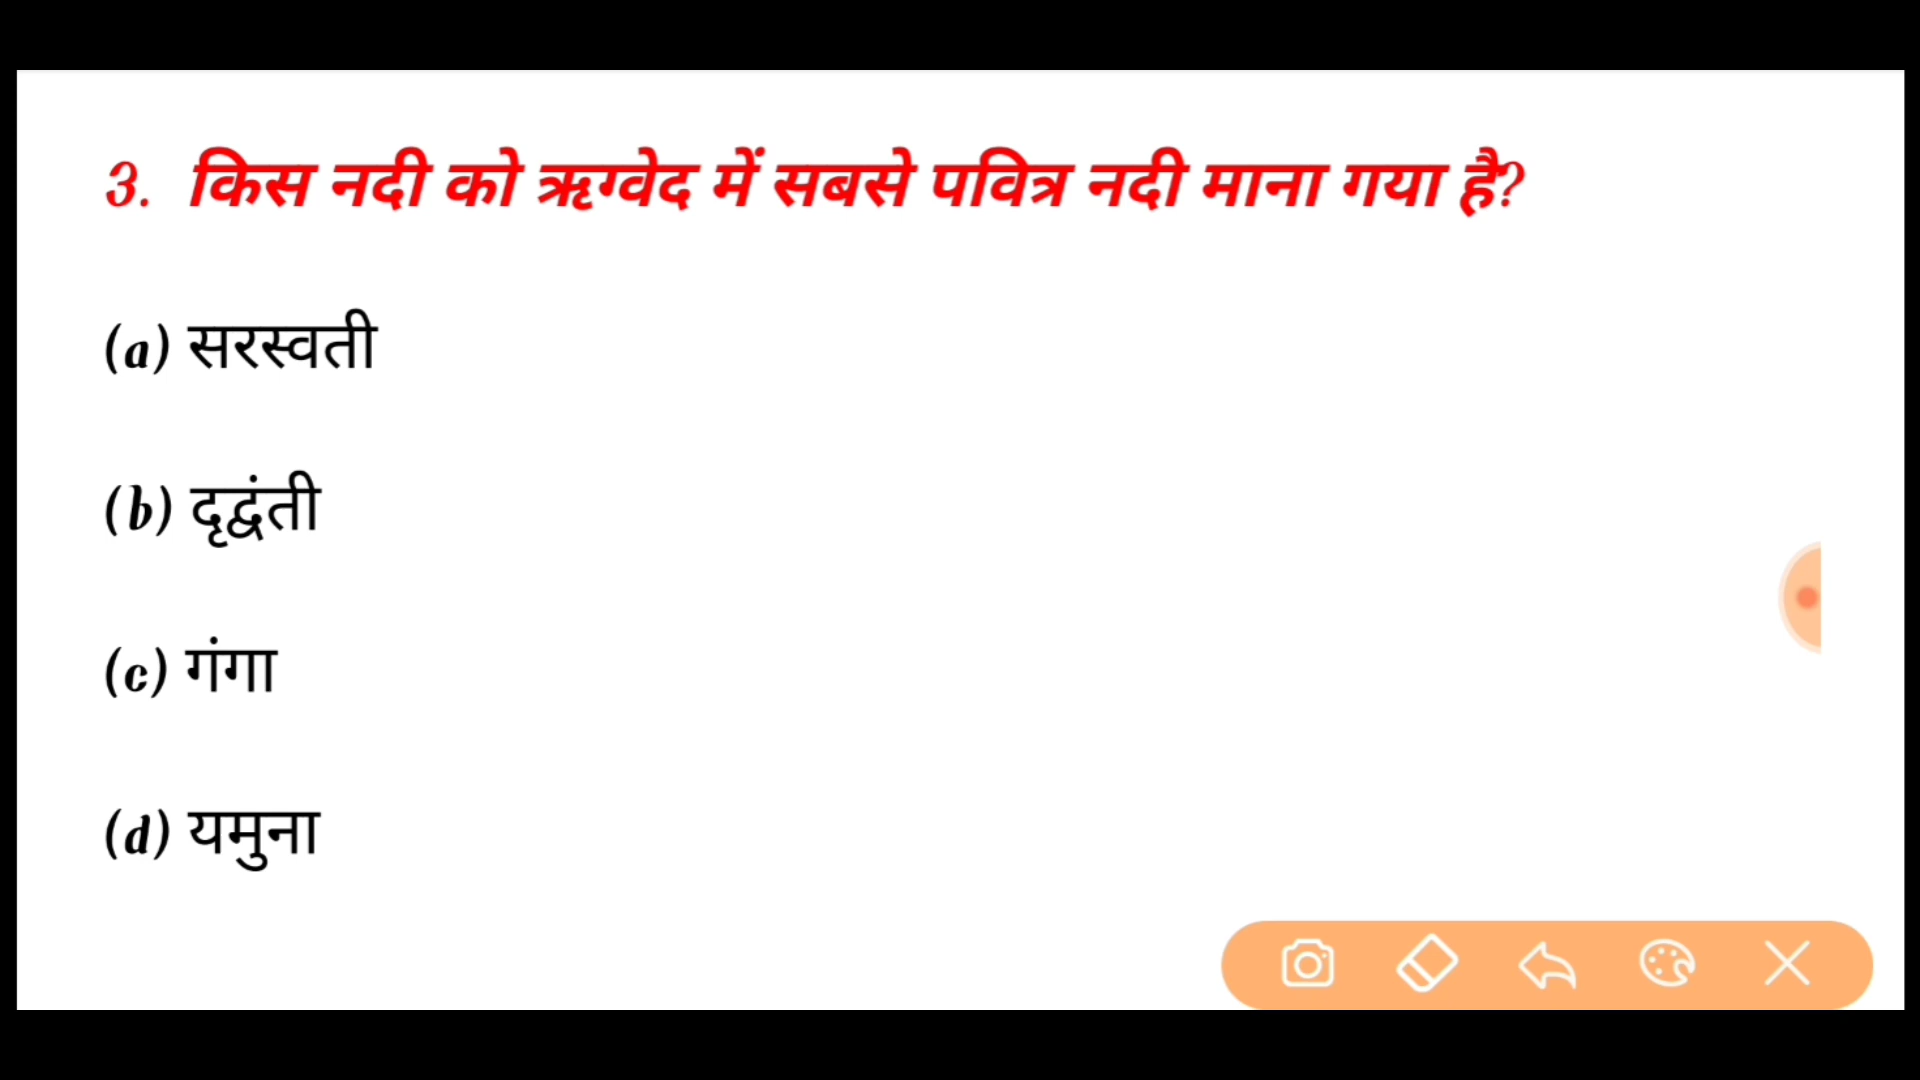 3. किस नदी को ऋग्वेद में सबसे पवित्र नदी माना गया है?
(a) सरस्वती
(b) दृद्वंती
(c) गंगा
(d) यमुना